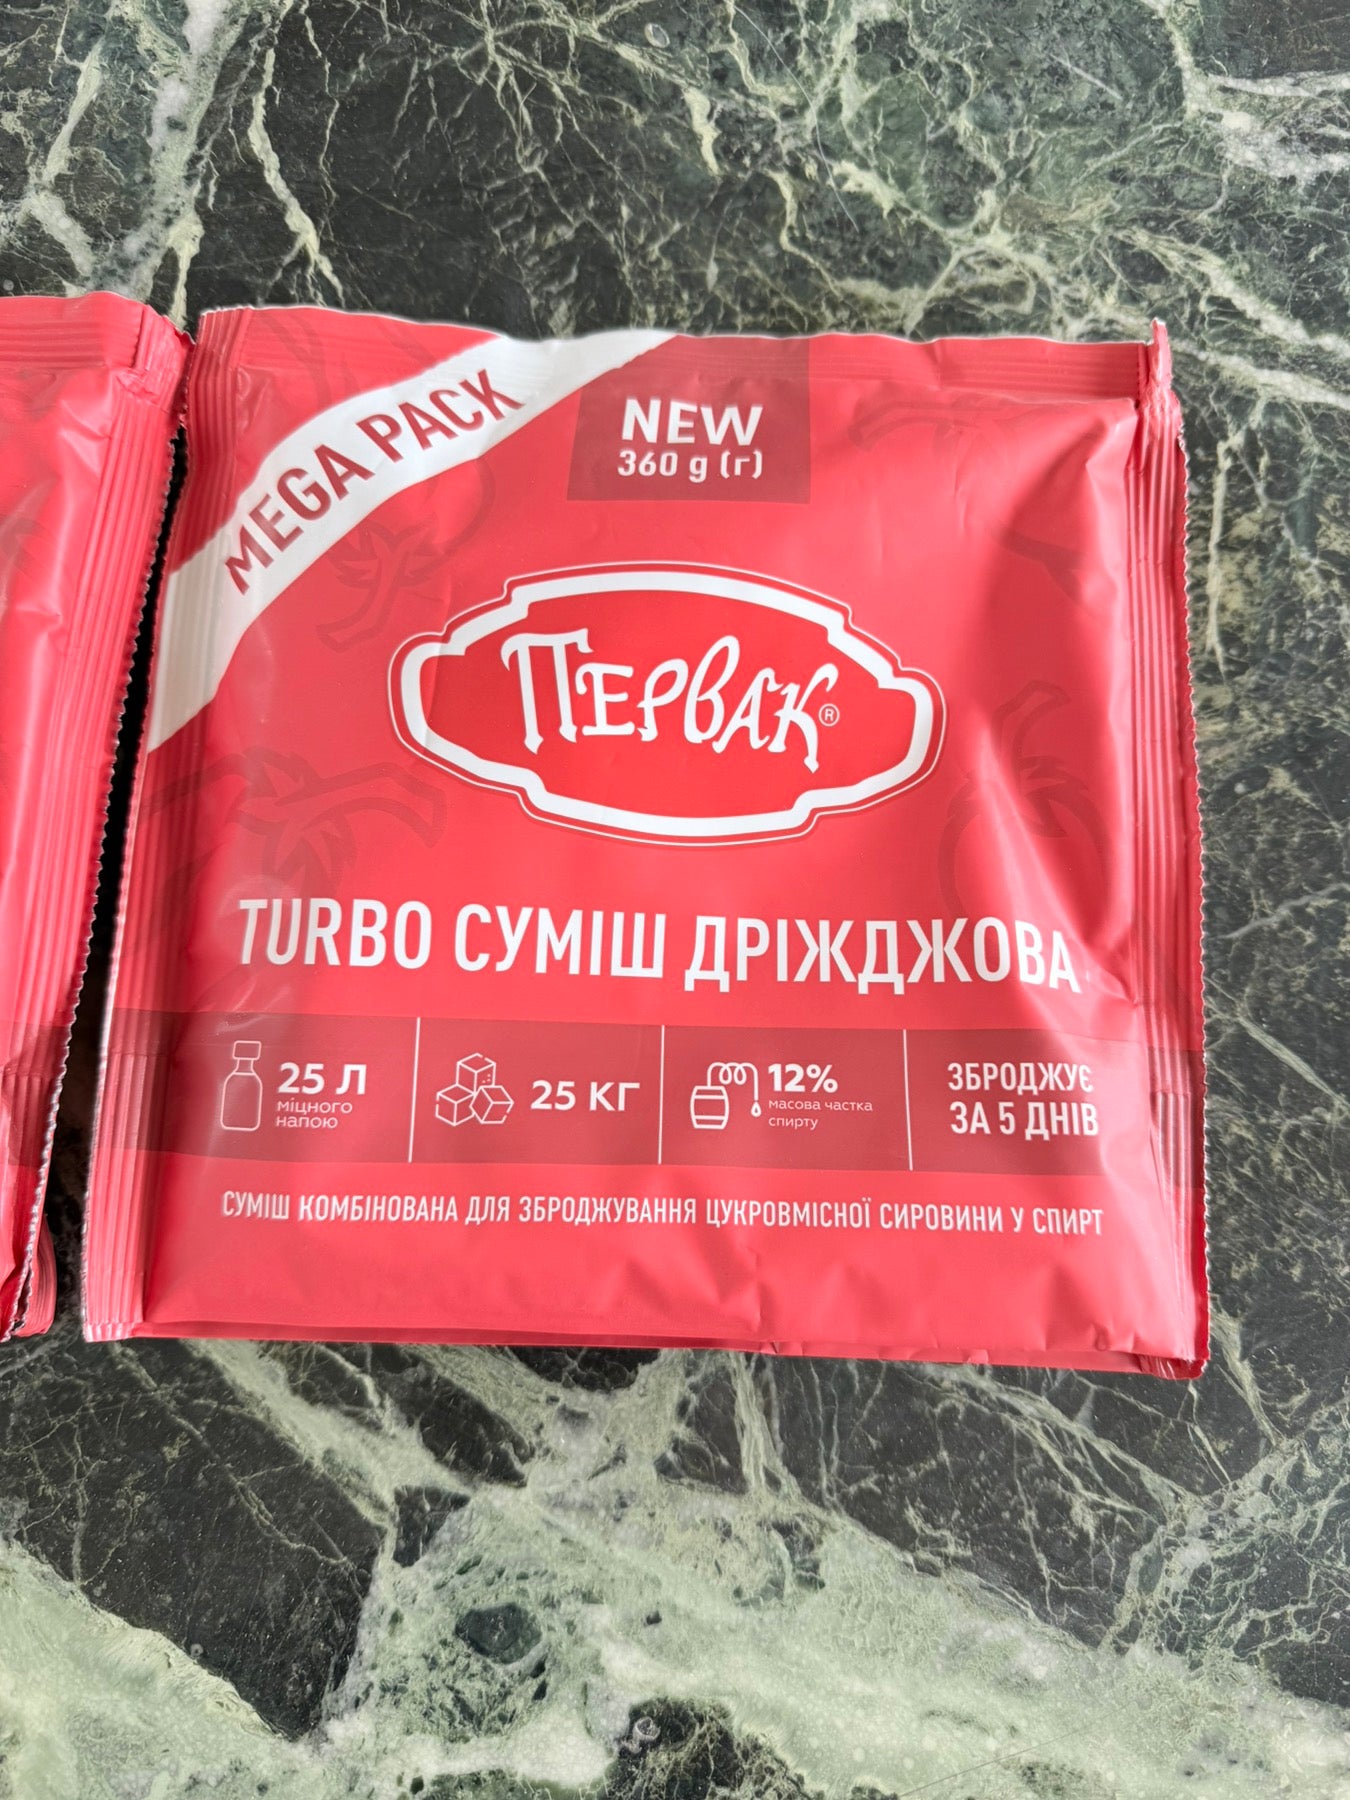 MEGA PACK
NEW
360 g (г)
ПЕРВАК®
TURBO СУМІШ ДРІЖДЖОВА
25 Л
міцного
напою
25 КГ
12%
масова частка
спирту
ЗБРОДЖУЄ
ЗА 5 ДНІВ
СУМІШ КОМБІНОВАНА ДЛЯ ЗБРОДЖУВАННЯ ЦУКРОВМІСНОЇ СИРОВИНИ У СПИРТ